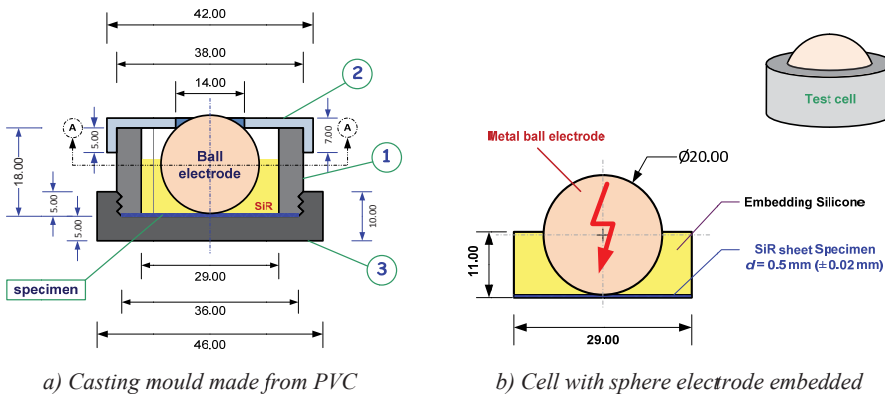 42.00
38.00
14.00
2
A
A
5.00
7.00
18.00
1
Ball
electrode
5.00
SiR
10.00
5.00
specimen
3
29.00
36.00
46.00
a) Casting mould made from PVC
Test cell
Metal ball electrode
Ø20.00
Embedding Silicone
SiR sheet Specimen
d = 0.5 mm (±0.02 mm)
11.00
29.00
b) Cell with sphere electrode embedded